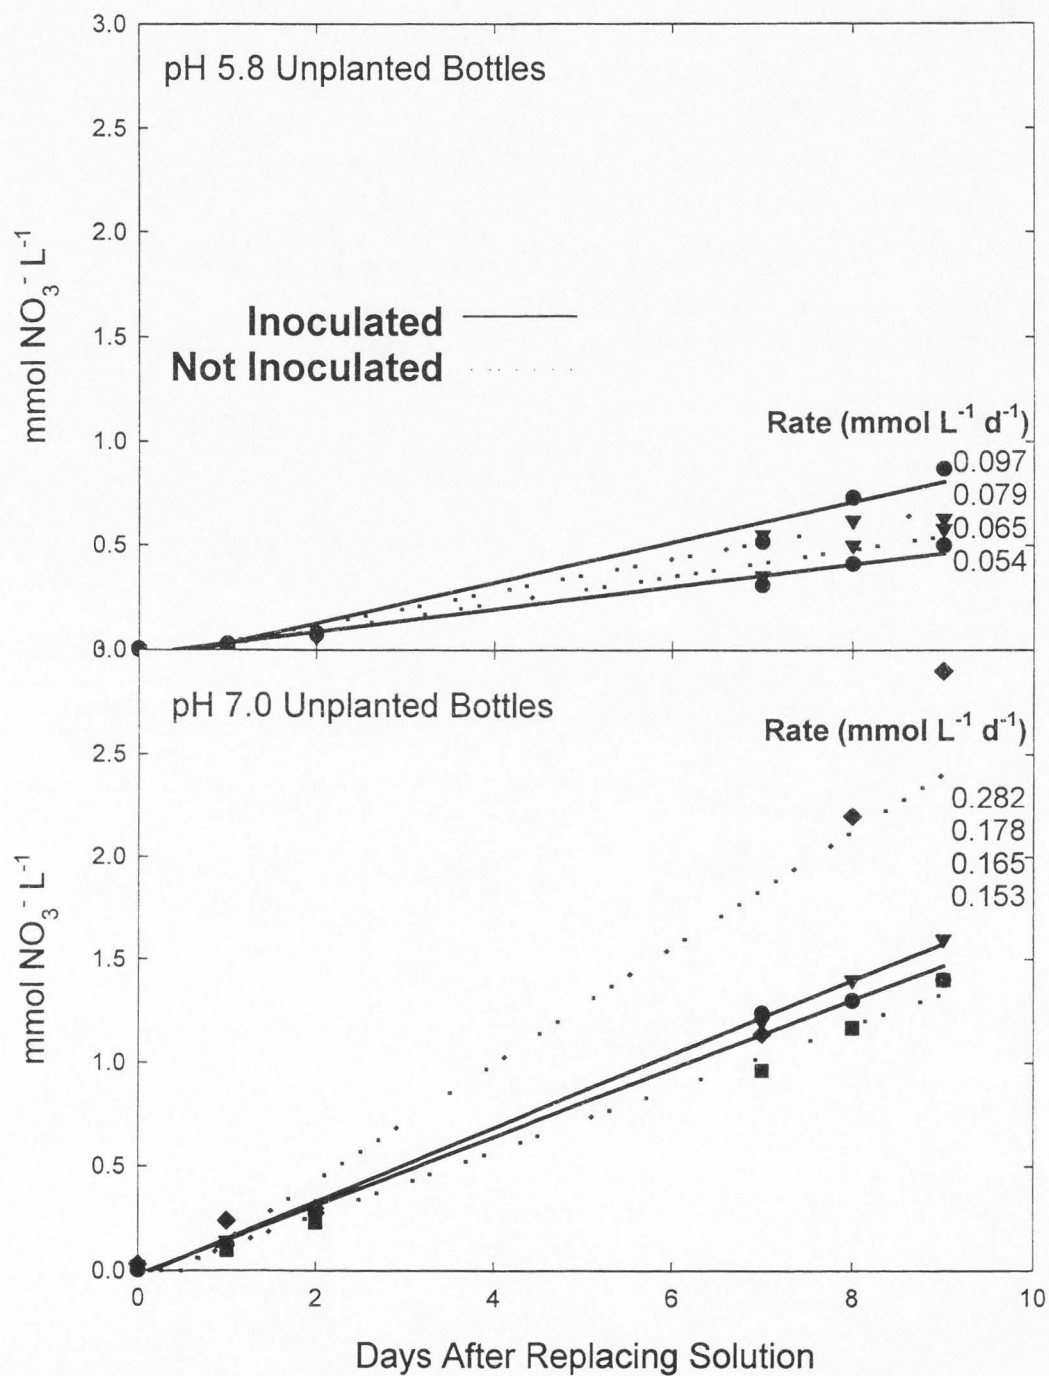 3.0
pH 5.8 Unplanted Bottles
2.5
2.0
mmol NO₃⁻ L⁻¹
Inoculated
1.5
Not Inoculated
1.0
Rate (mmol L⁻¹ d⁻¹)
0.097
0.079
0.5
0.065
0.054
0.0
pH 7.0 Unplanted Bottles
Rate (mmol L⁻¹ d⁻¹)
2.5
0.282
0.178
2.0
0.165
0.153
mmol NO₃⁻ L⁻¹
1.5
1.0
0.5
0.0
0 2 4 6 8 10
Days After Replacing Solution